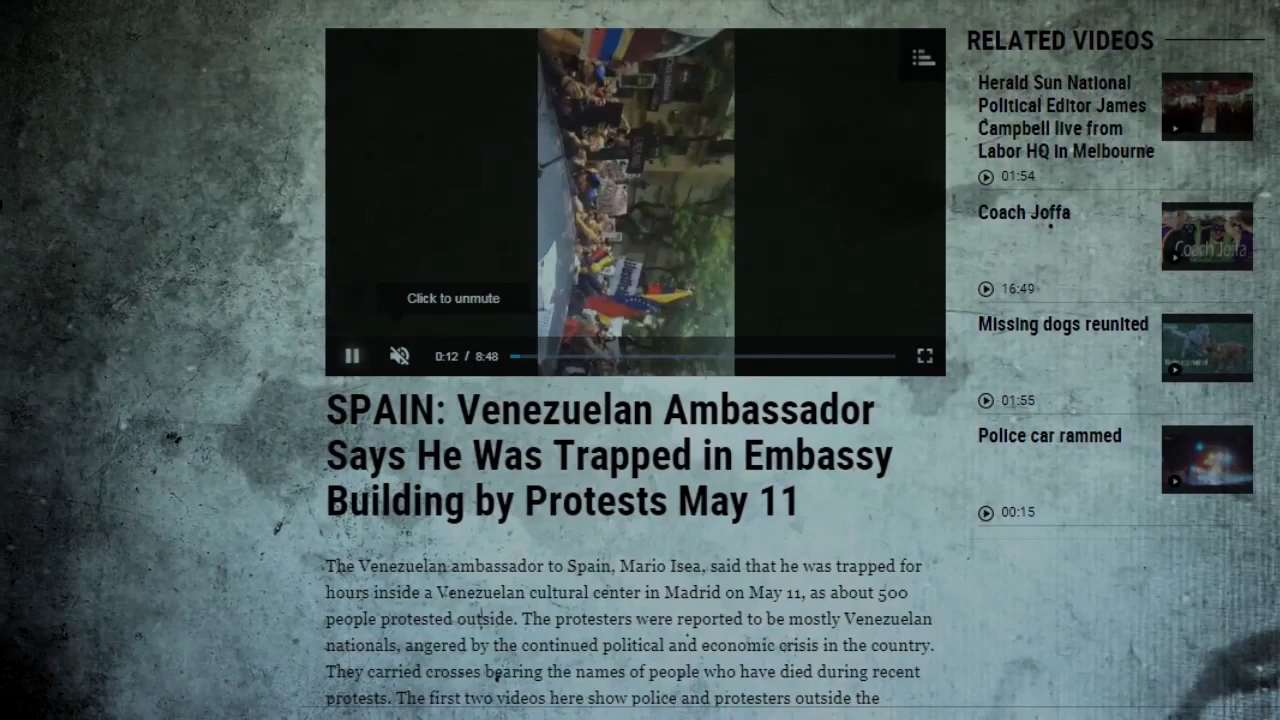 Click to unmute
0:12 / 8:48
SPAIN: Venezuelan Ambassador
Says He Was Trapped in Embassy
Building by Protests May 11
The Venezuelan ambassador to Spain, Mario Isea, said that he was trapped for
hours inside a Venezuelan cultural center in Madrid on May 11, as about 500
people protested outside. The protesters were reported to be mostly Venezuelan
nationals, angered by the continued political and economic crisis in the country.
They carried crosses bearing the names of people who have died during recent
protests. The first two videos here show police and protesters outside the
RELATED VIDEOS
Herald Sun National
Political Editor James
Campbell live from
Labor HQ in Melbourne
01:54
Coach Joffa
Coach Joffa
16:49
Missing dogs reunited
01:55
Police car rammed
00:15